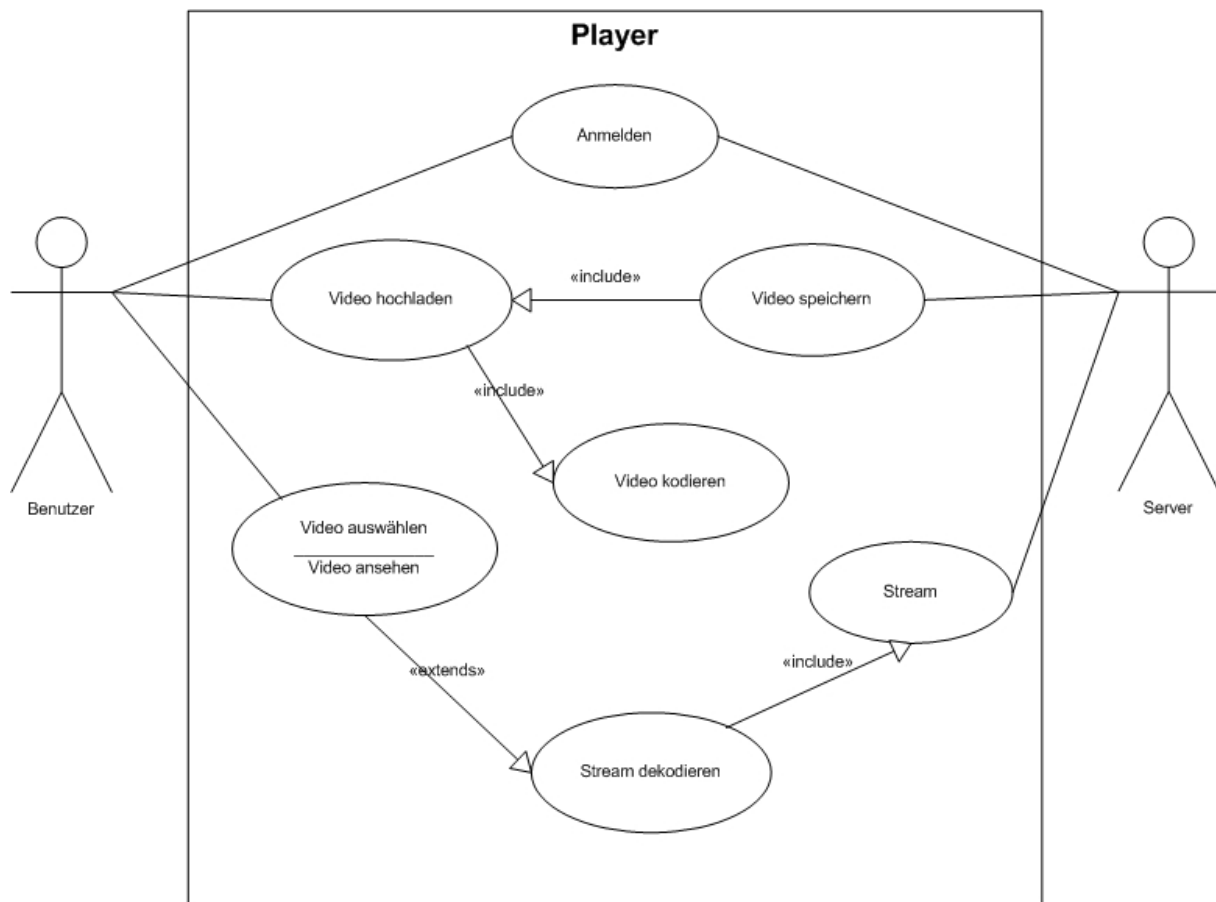 Player
Anmelden
Video hochladen
«include»
Video speichern
«include»
Video kodieren
Benutzer
Server
Video auswählen
Video ansehen
Stream
«extends»
«include»
Stream dekodieren